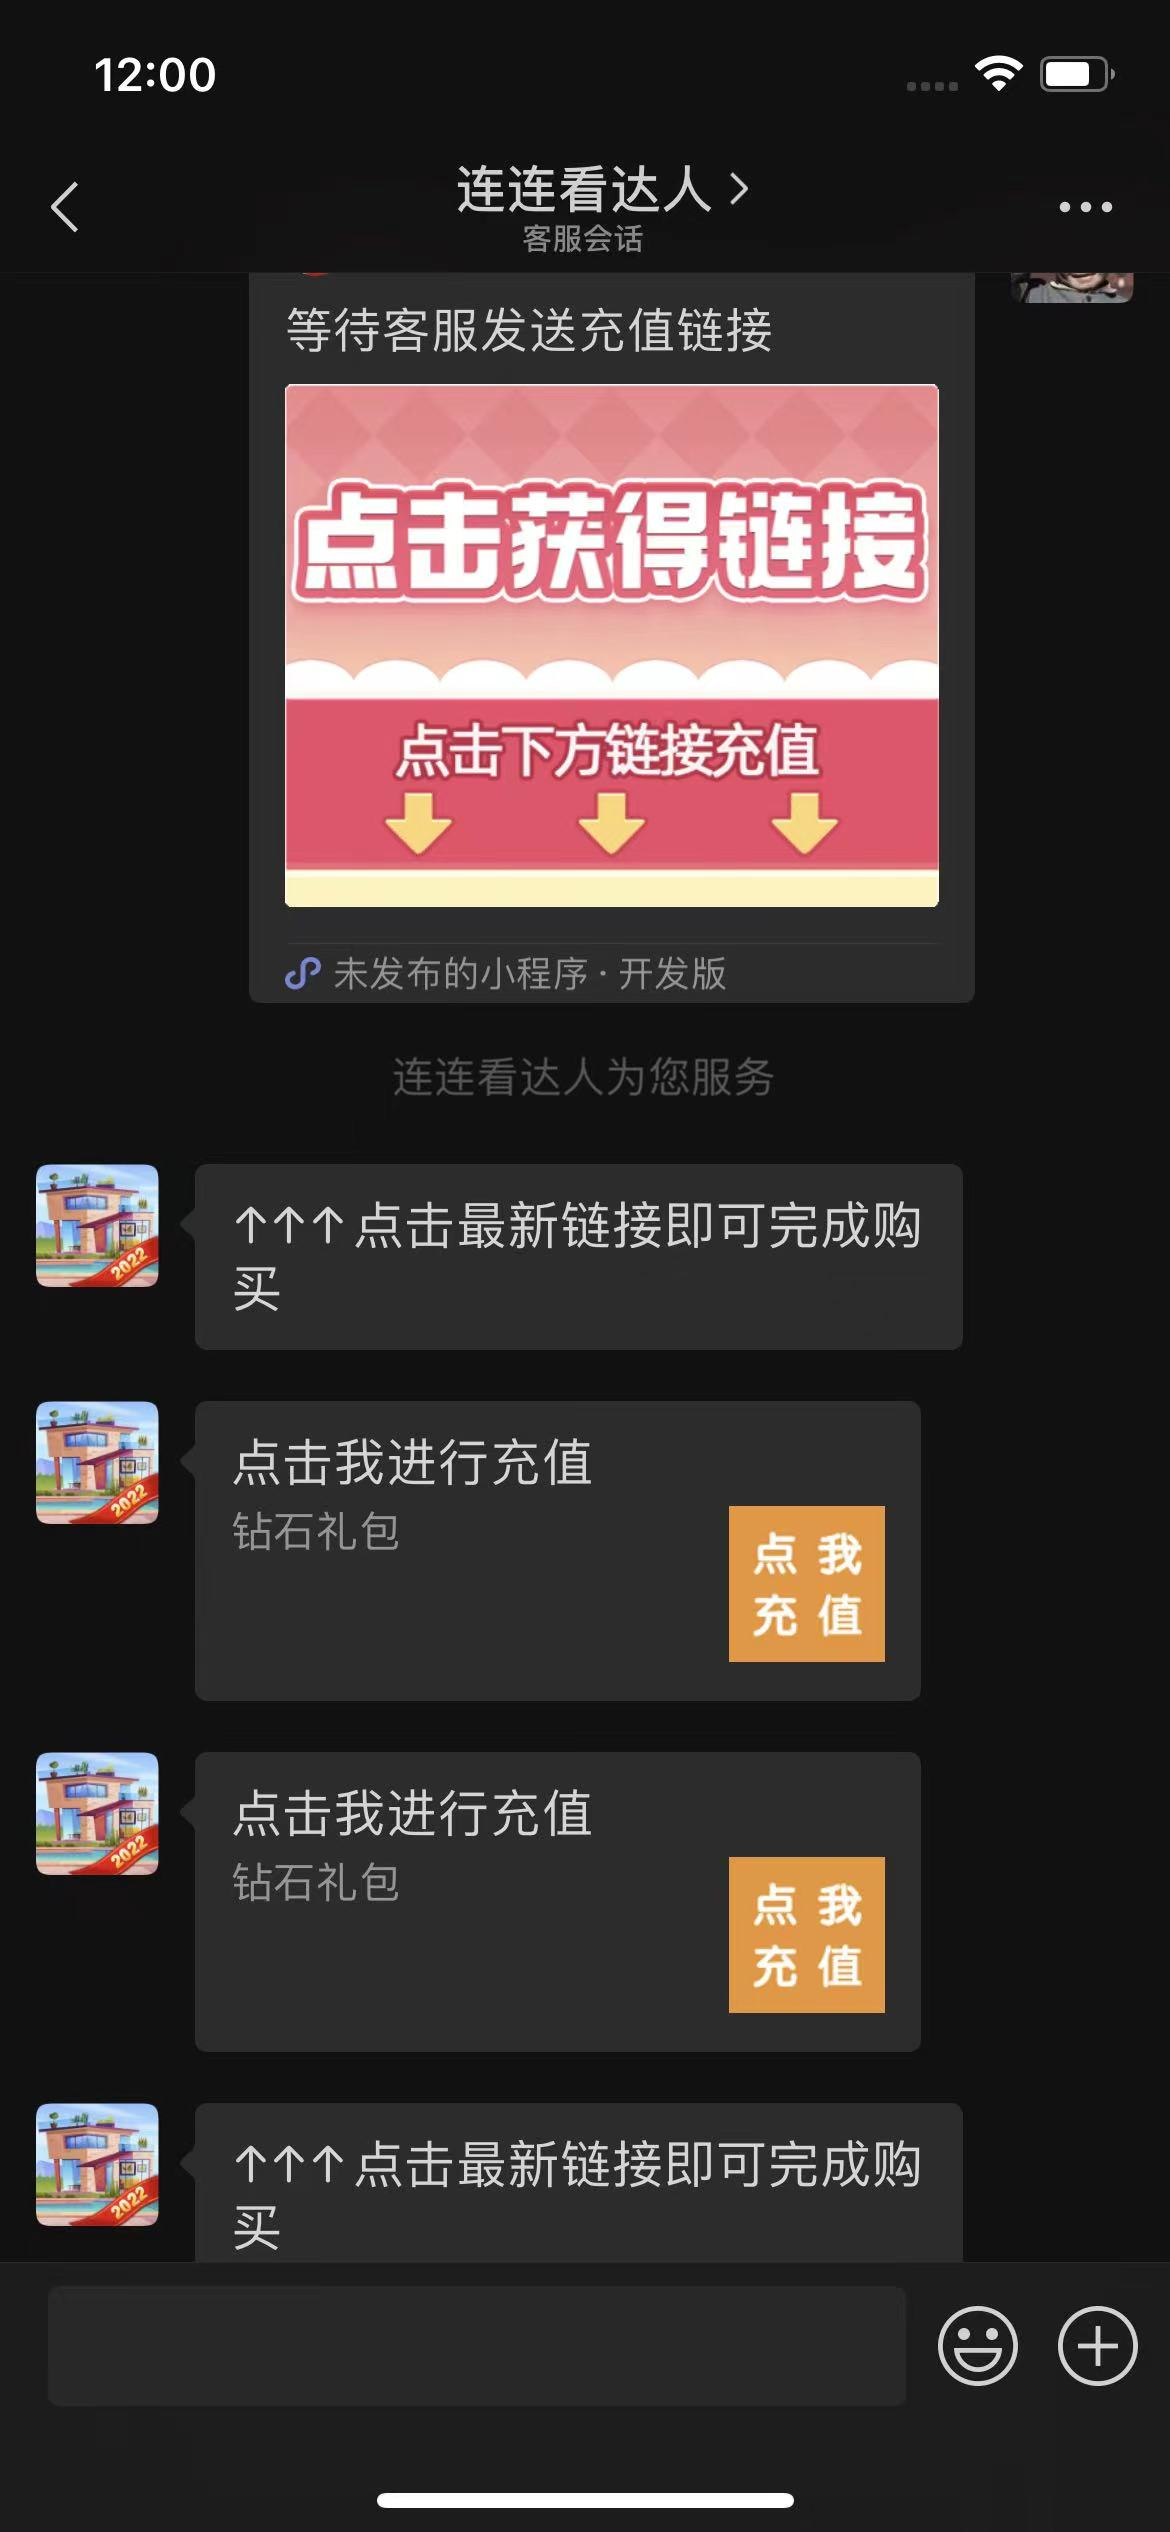 12:00
连连看达人
客服会话
等待客服发送充值链接
点击获得链接
点击下方链接充值
未发布的小程序·开发版
连连看达人为您服务
↑↑↑点击最新链接即可完成购
买
2022
点击我进行充值
钻石礼包
点我
充值
2022
点击我进行充值
钻石礼包
点我
充值
2022
↑↑↑点击最新链接即可完成购
买
2022